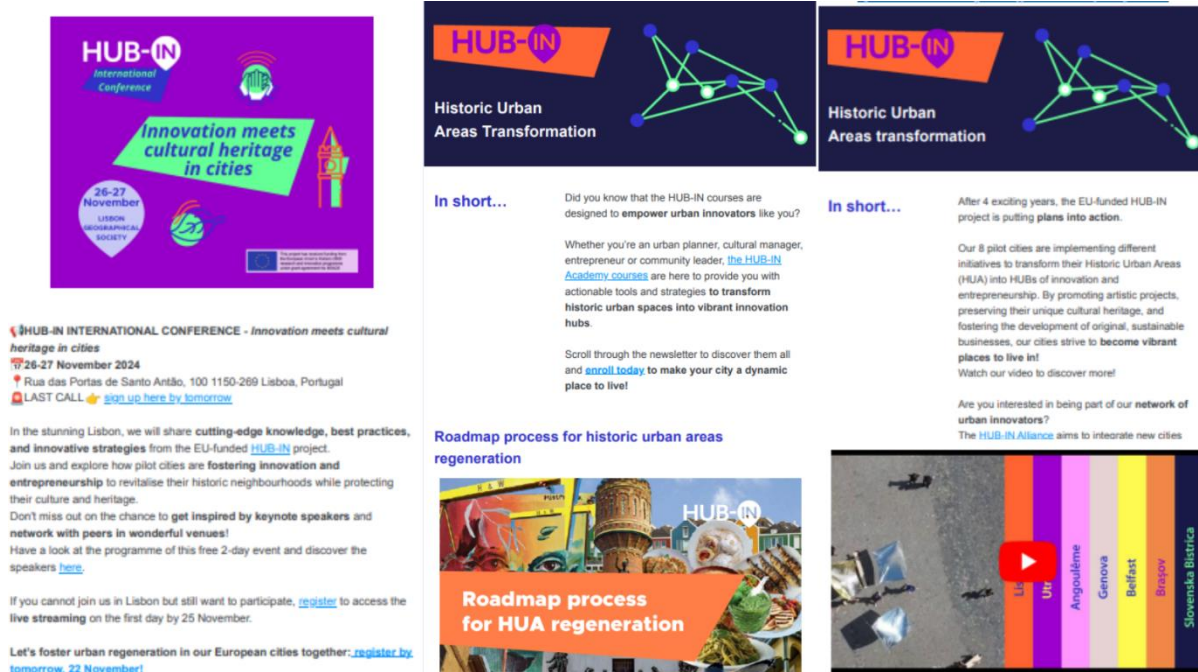 HUB-IN
International
Conference
Innovation meets
cultural heritage
in cities
26-27
November
LISBON
GEOGRAPHICAL
SOCIETY
HUB-IN INTERNATIONAL CONFERENCE - Innovation meets cultural
heritage in cities
26-27 November 2024
Rua das Portas de Santo Antão, 100 1150-269 Lisboa, Portugal
LAST CALL sign up here by tomorrow
In the stunning Lisbon, we will share cutting-edge knowledge, best practices,
and innovative strategies from the EU-funded HUB-IN project.
Join us and explore how pilot cities are fostering innovation and
entrepreneurship to revitalise their historic neighbourhoods while protecting
their culture and heritage.
Don't miss out on the chance to get inspired by keynote speakers and
network with peers in wonderful venues!
Have a look at the programme of this free 2-day event and discover the
speakers here.
If you cannot join us in Lisbon but still want to participate, register to access the
live streaming on the first day by 25 November.
Let's foster urban regeneration in our European cities together: register by
tomorrow, 22 November!
HUB-IN
Historic Urban
Areas Transformation
In short...
Did you know that the HUB-IN courses are
designed to empower urban innovators like you?
Whether you're an urban planner, cultural manager,
entrepreneur or community leader, the HUB-IN
Academy courses are here to provide you with
actionable tools and strategies to transform
historic urban spaces into vibrant innovation
hubs.
Scroll through the newsletter to discover them all
and enroll today to make your city a dynamic
place to live!
Roadmap process for historic urban areas
regeneration
HUB-IN
Roadmap process
for HUA regeneration
HUB-IN
Historic Urban
Areas transformation
In short...
After 4 exciting years, the EU-funded HUB-IN
project is putting plans into action.
Our 8 pilot cities are implementing different
initiatives to transform their Historic Urban Areas
(HUA) into HUBs of innovation and
entrepreneurship. By promoting artistic projects,
preserving their unique cultural heritage, and
fostering the development of original, sustainable
businesses, our cities strive to become vibrant
places to live in!
Watch our video to discover more!
Are you interested in being part of our network of
urban innovators?
The HUB-IN Alliance aims to integrate new cities
Lis
Utr
Angoulême
Genova
Belfast
Brașov
Slovenska Bistrica